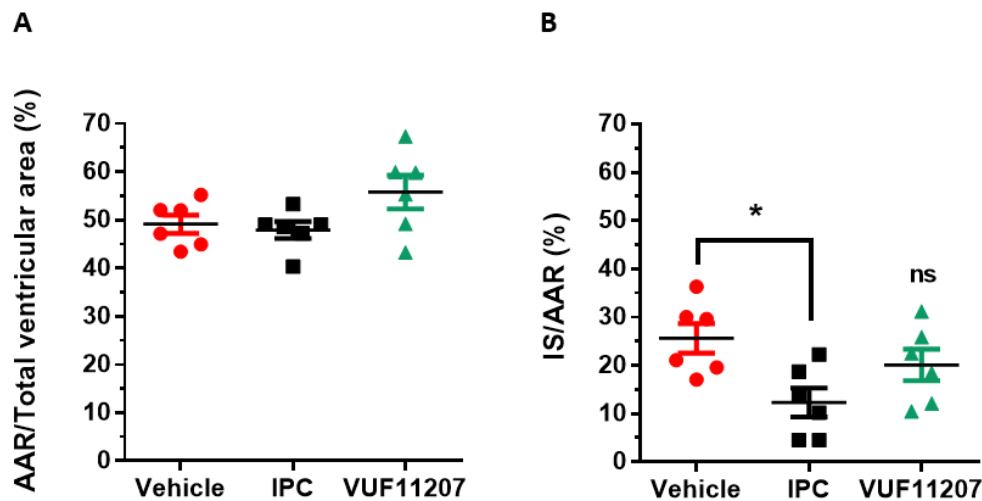 A
AAR/Total ventricular area (%)
70
60
50
40
30
20
10
0
Vehicle IPC VUF11207
B
IS/AAR (%)
70
60
50
40
30
20
10
0
*
ns
Vehicle IPC VUF11207